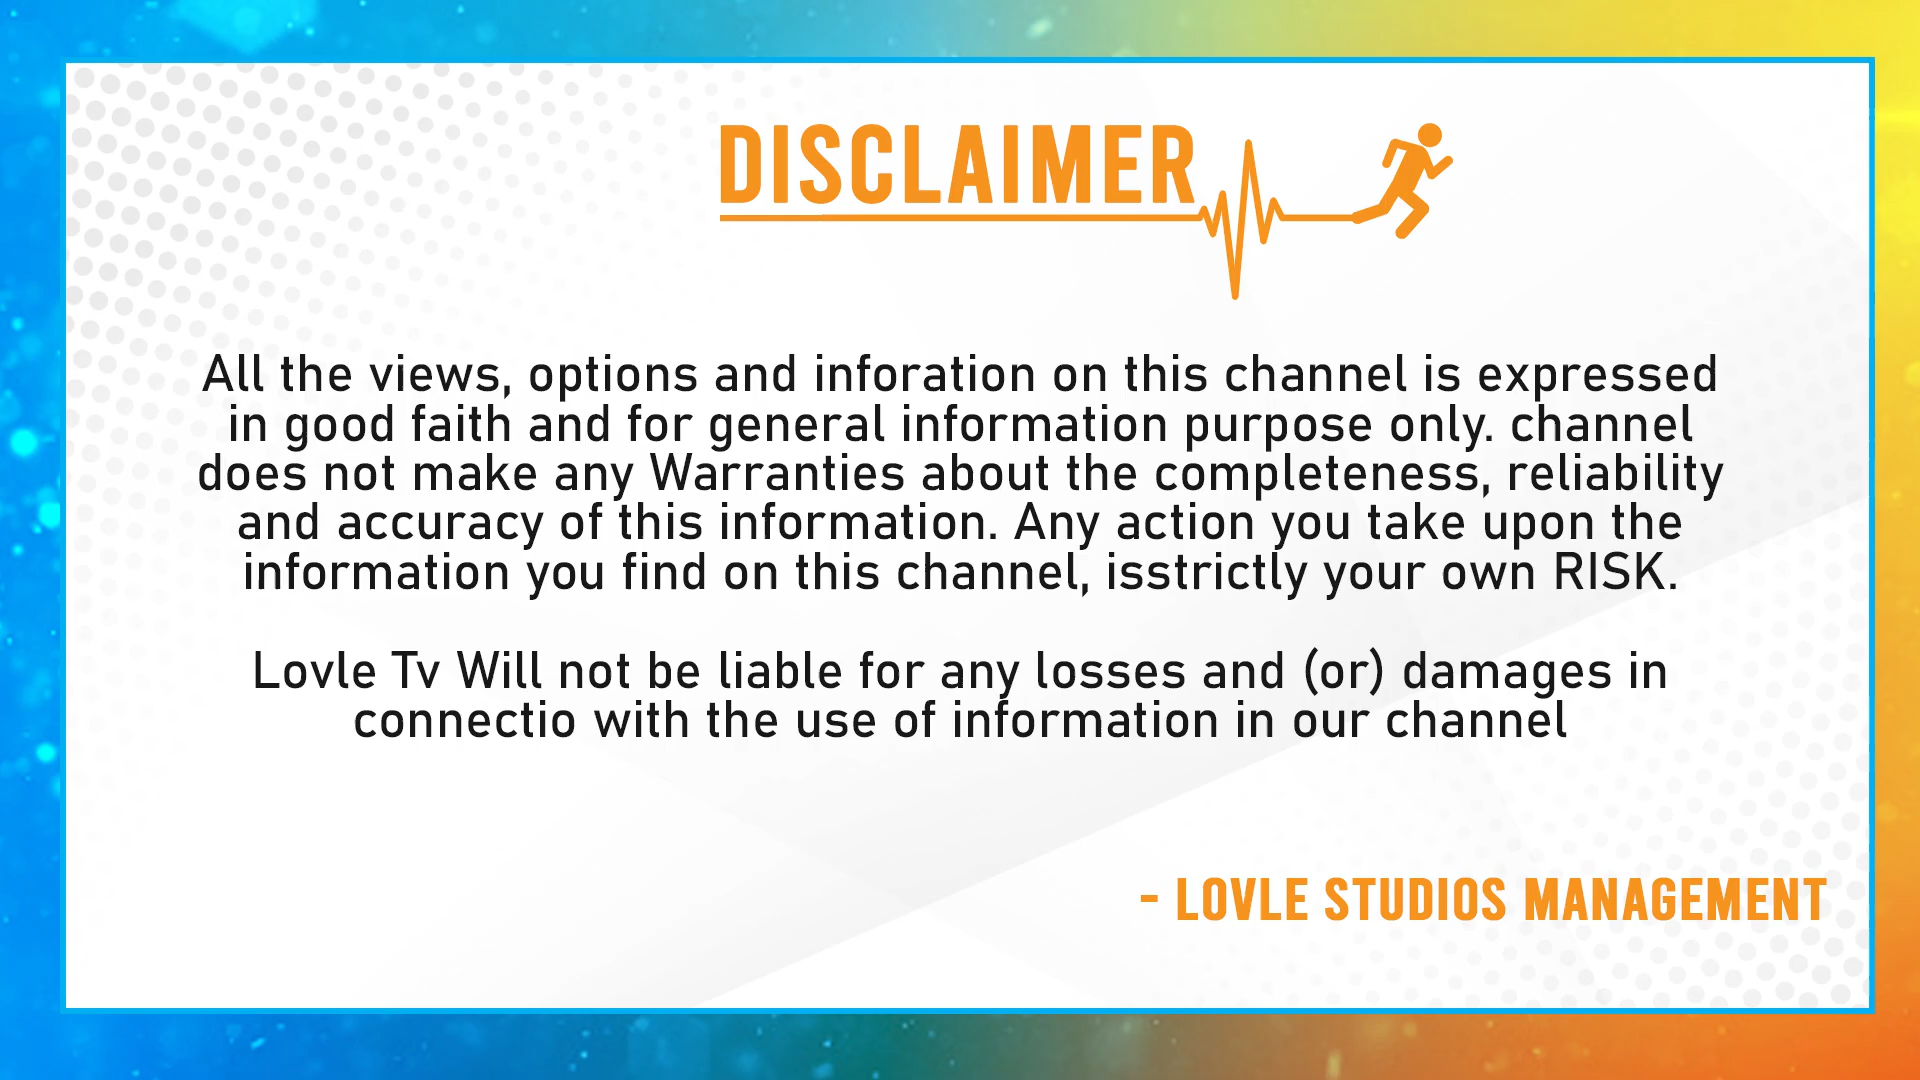 DISCLAIMER
All the views, options and inforation on this channel is expressed
in good faith and for general information purpose only. channel
does not make any Warranties about the completeness, reliability
and accuracy of this information. Any action you take upon the
information you find on this channel, isstrictly your own RISK.
Lovle Tv Will not be liable for any losses and (or) damages in
connectio with the use of information in our channel
- LOVLE STUDIOS MANAGEMENT